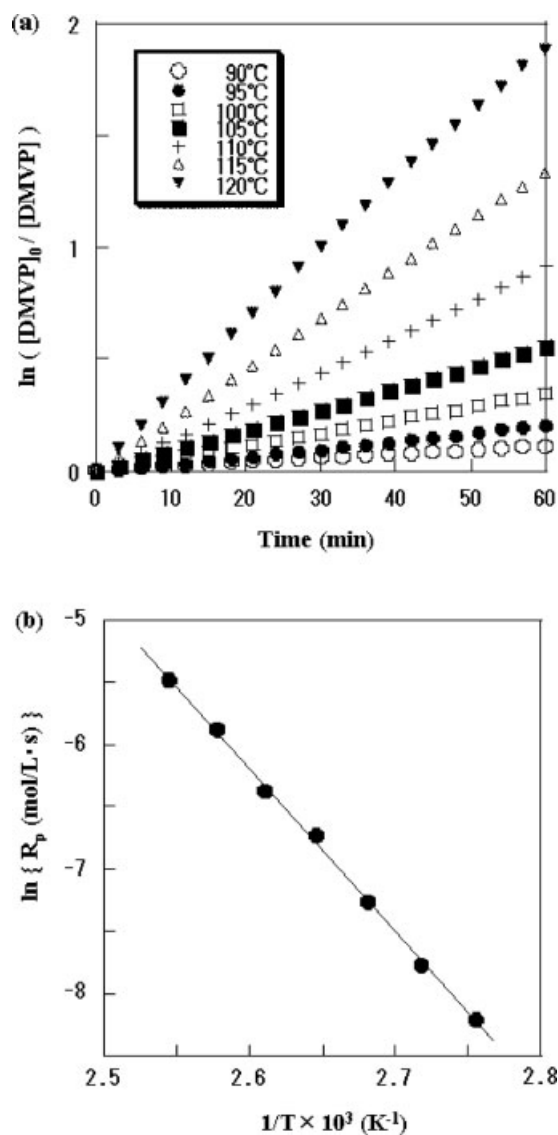 (a)
2
90°C
95°C
100°C
105°C
110°C
115°C
120°C
1
0
ln ( [DMVP]₀ / [DMVP] )
0 10 20 30 40 50 60
Time (min)
(b)
-5
-6
-7
-8
ln { Rₚ (mol/L·s) }
2.5 2.6 2.7 2.8
1/T × 10³ (K⁻¹)